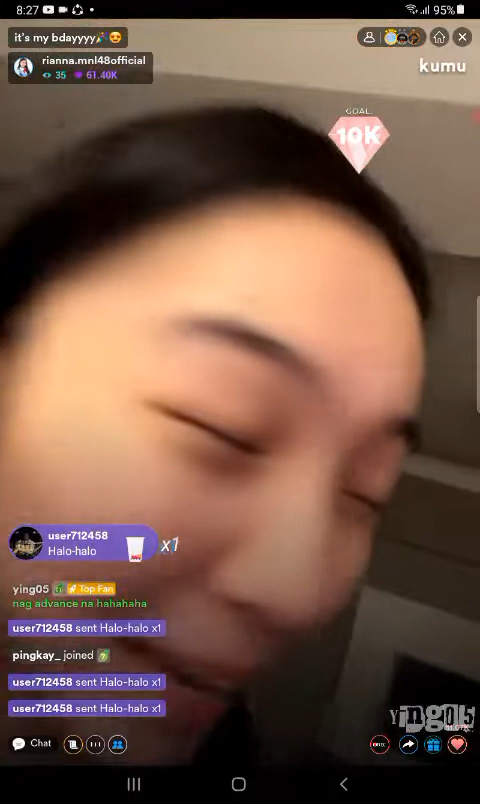 8:27
95%
it's my bdayyyy🎉😍
rianna.mnl48official
35 61.40K
kumu
GOAL
10K
user712458
Halo-halo
x1
ying05 Top Fan
nag advance na hahahaha
user712458 sent Halo-halo x1
pingkay_ joined
user712458 sent Halo-halo x1
user712458 sent Halo-halo x1
Ying05
Chat